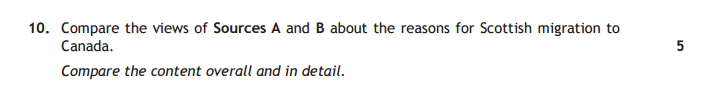 10. Compare the views of Sources A and B about the reasons for Scottish migration to
Canada. 5
Compare the content overall and in detail.